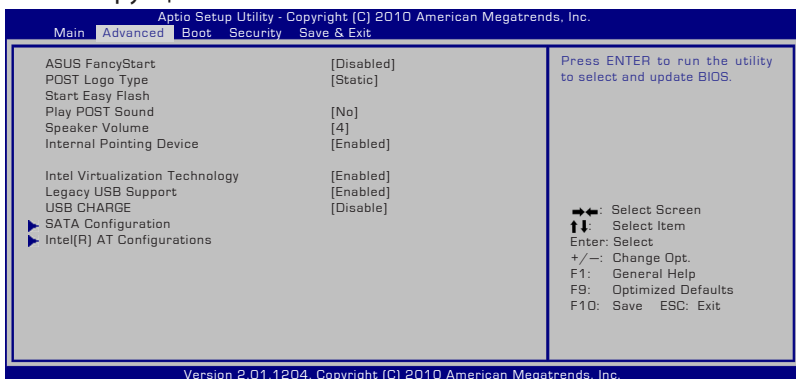 Aptio Setup Utility - Copyright (C) 2010 American Megatrends, Inc.
Main Advanced Boot Security Save & Exit
ASUS FancyStart [Disabled]
POST Logo Type [Static]
Start Easy Flash
Play POST Sound [No]
Speaker Volume [4]
Internal Pointing Device [Enabled]
Intel Virtualization Technology [Enabled]
Legacy USB Support [Enabled]
USB CHARGE [Disable]
SATA Configuration
Intel(R) AT Configurations
Press ENTER to run the utility
to select and update BIOS.
→←: Select Screen
↑↓: Select Item
Enter: Select
+/—: Change Opt.
F1: General Help
F9: Optimized Defaults
F10: Save ESC: Exit
Version 2.01.1204. Copyright (C) 2010 American Megatrends, Inc.